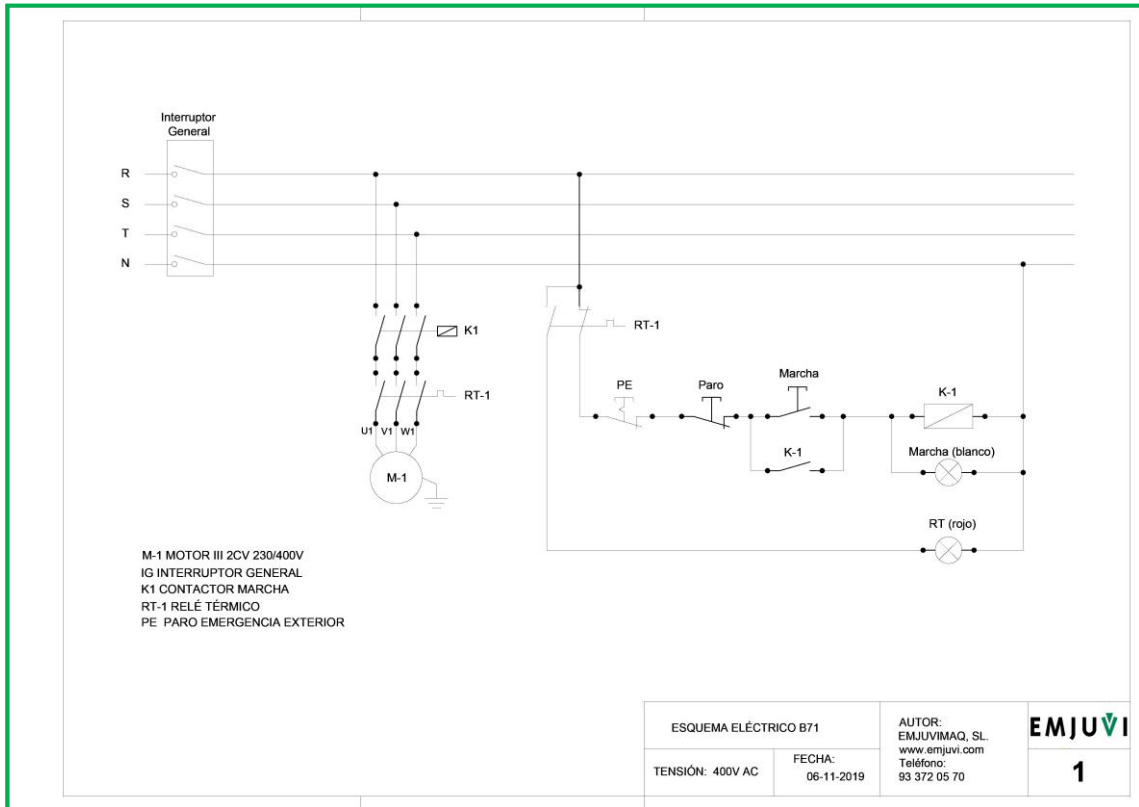 Interruptor
General
R
S
T
N
K1
RT-1
U1 V1 W1
M-1
RT-1
PE
Paro
Marcha
K-1
K-1
Marcha (blanco)
RT (rojo)
M-1 MOTOR III 2CV 230/400V
IG INTERRUPTOR GENERAL
K1 CONTACTOR MARCHA
RT-1 RELÉ TÉRMICO
PE PARO EMERGENCIA EXTERIOR
ESQUEMA ELÉCTRICO B71
TENSIÓN: 400V AC
FECHA:
06-11-2019
AUTOR:
EMJUVIMAQ, SL.
www.emjuvi.com
Teléfono:
93 372 05 70
EMJUVI
1